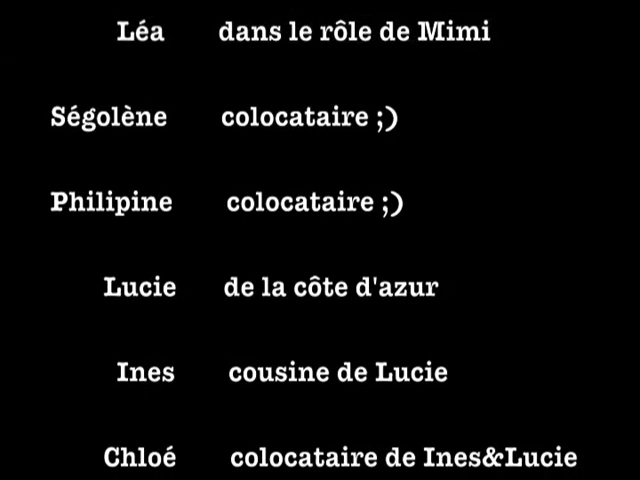 Léa dans le rôle de Mimi
Ségolène colocataire ;)
Philipine colocataire ;)
Lucie de la côte d'azur
Ines cousine de Lucie
Chloé colocataire de Ines&Lucie